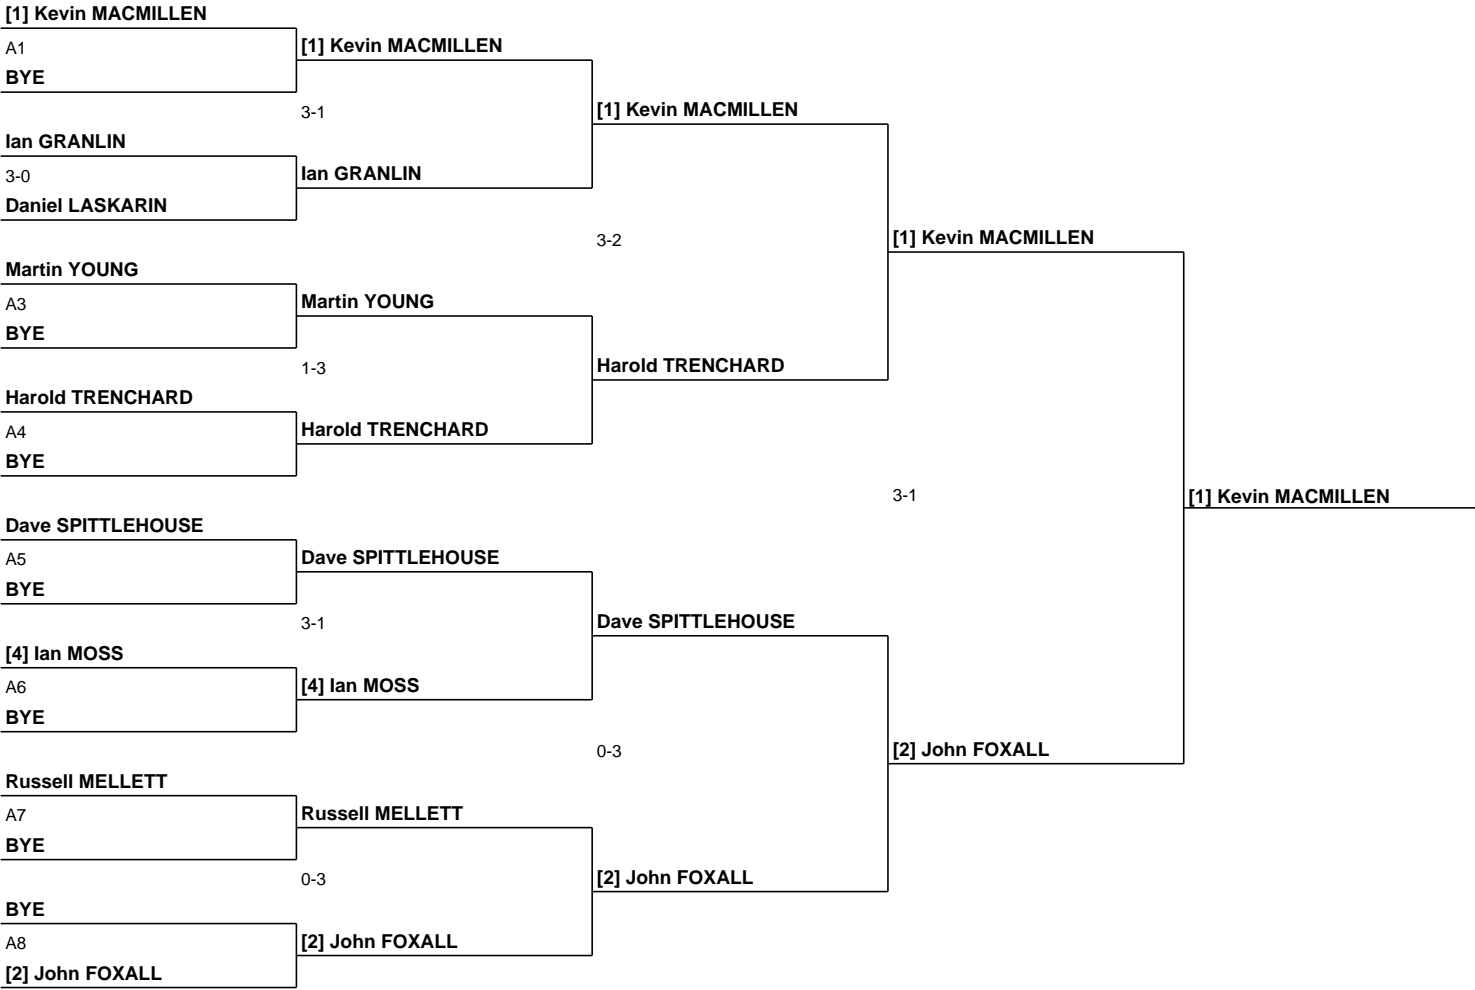 [1] Kevin MACMILLEN
A1
BYE
Ian GRANLIN
3-0
Daniel LASKARIN
Martin YOUNG
A3
BYE
Harold TRENCHARD
A4
BYE
Dave SPITTLEHOUSE
A5
BYE
[4] Ian MOSS
A6
BYE
Russell MELLETT
A7
BYE
BYE
A8
[2] John FOXALL
[1] Kevin MACMILLEN
3-1
Ian GRANLIN
Martin YOUNG
1-3
Harold TRENCHARD
Dave SPITTLEHOUSE
3-1
[4] Ian MOSS
Russell MELLETT
0-3
[2] John FOXALL
[1] Kevin MACMILLEN
3-2
Harold TRENCHARD
Dave SPITTLEHOUSE
0-3
[2] John FOXALL
[1] Kevin MACMILLEN
3-1
[2] John FOXALL
[1] Kevin MACMILLEN